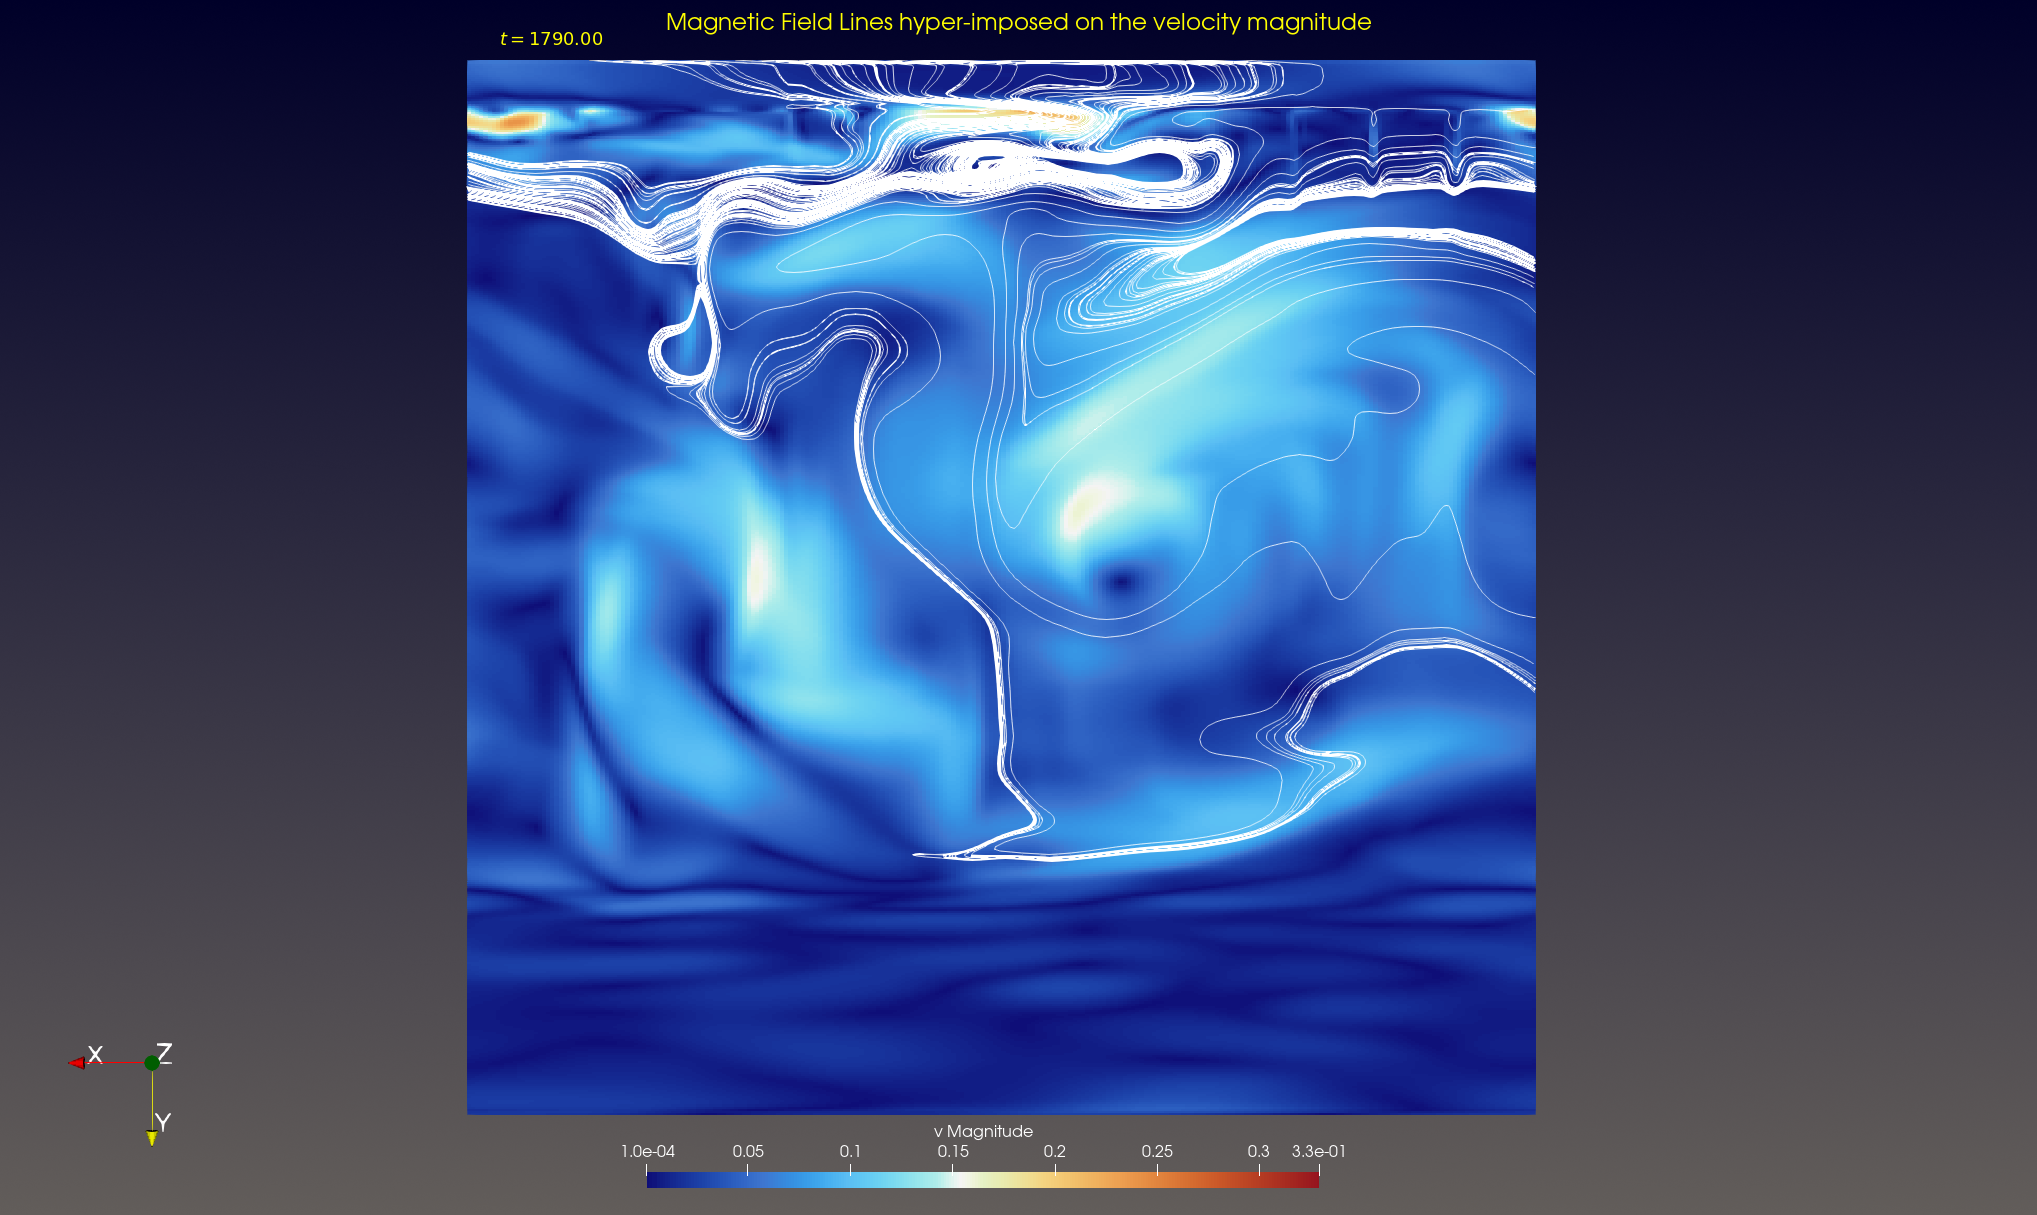 Magnetic Field Lines hyper-imposed on the velocity magnitude
t = 1790.00
X Z
Y
v Magnitude
1.0e-04 0.05 0.1 0.15 0.2 0.25 0.3 3.3e-01